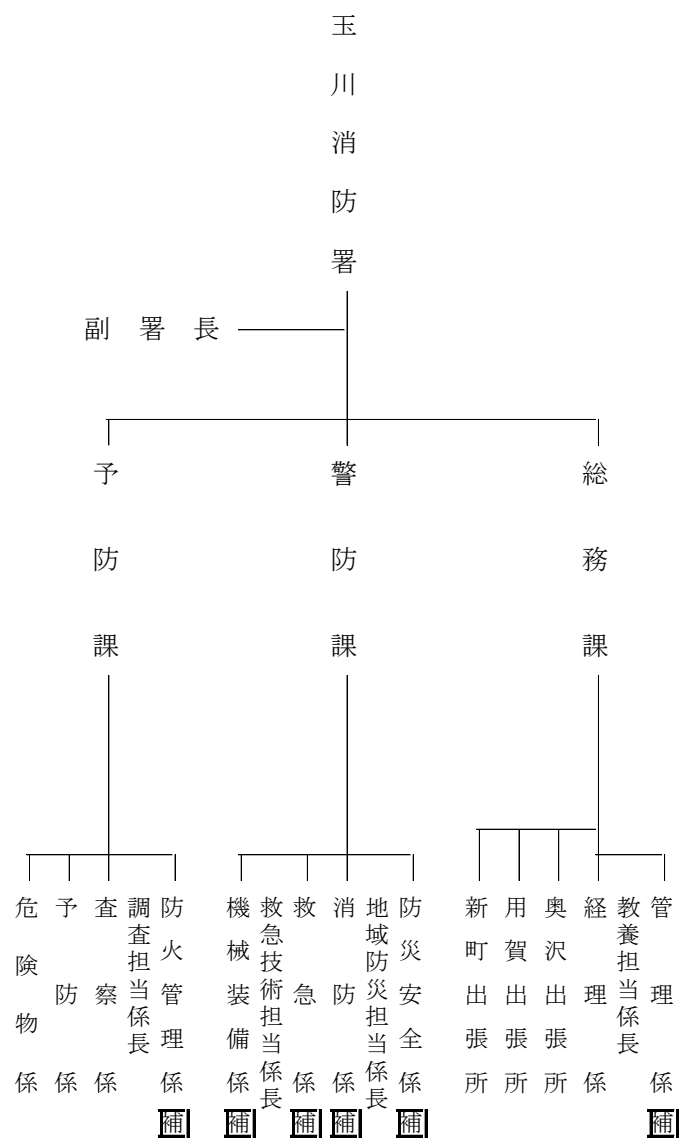 玉川消防署
副署長
総務課
警防課
予防課
管理係 補
教養担当係長
経理係
奥沢出張所
用賀出張所
新町出張所
防災安全係 補
地域防災担当係長
消防係 補
救急係 補
救急技術担当係長
機械装備係 補
防火管理係 補
調査担当係長
査察係
予防係
危険物係